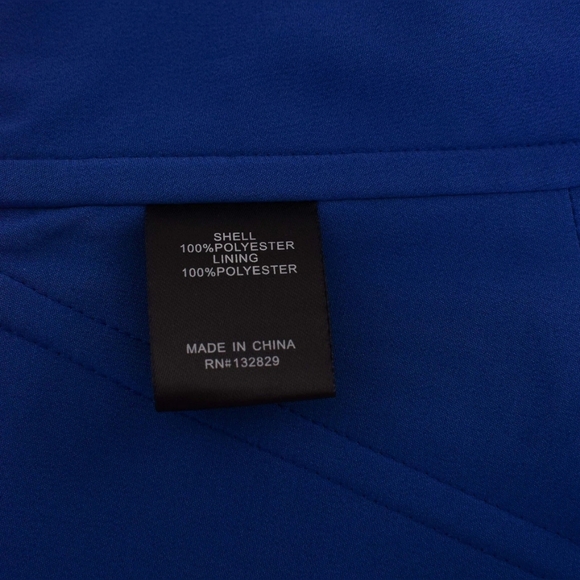 SHELL
100%POLYESTER
LINING
100%POLYESTER
MADE IN CHINA
RN#132829